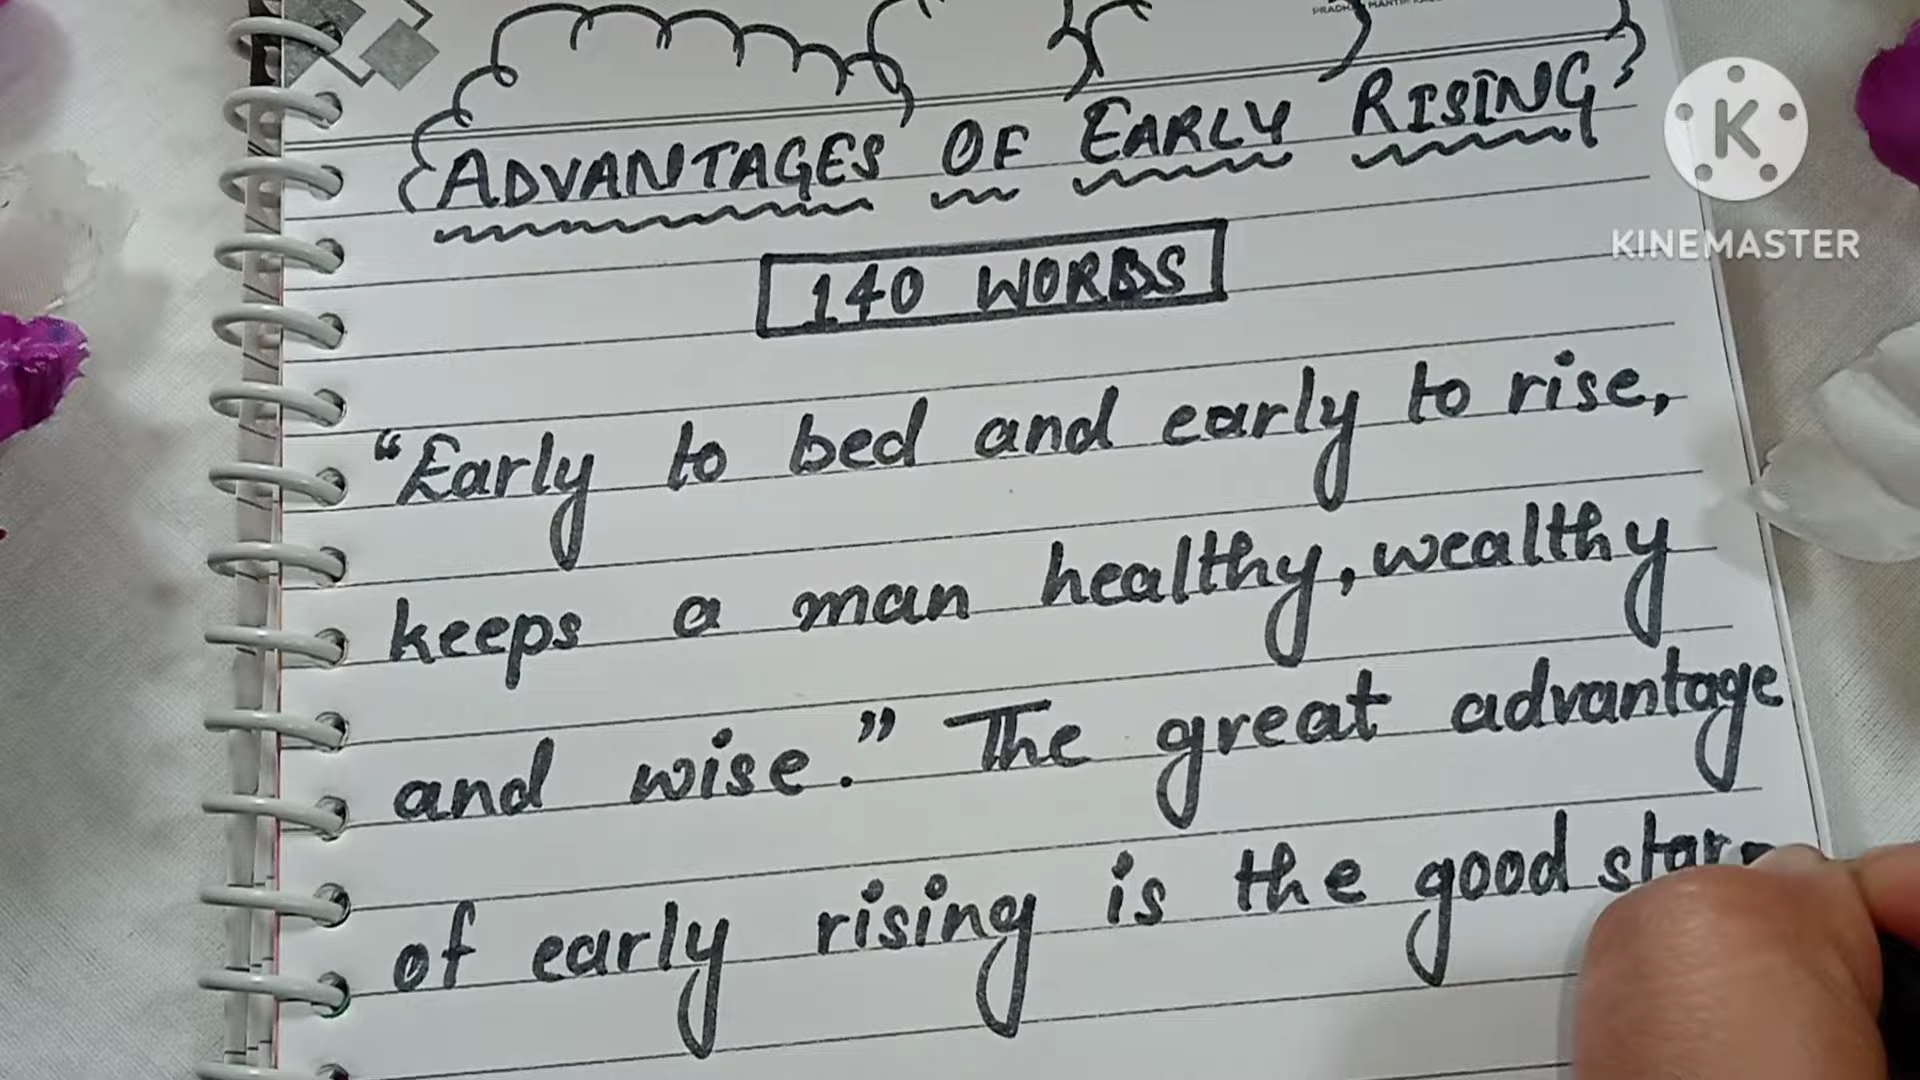 ADVANTAGES OF EARLY RISING
140 WORDS
K
KINEMASTER
"Early to bed and early to rise,
keeps a man healthy, wealthy
and wise." The great advantage
of early rising is the good